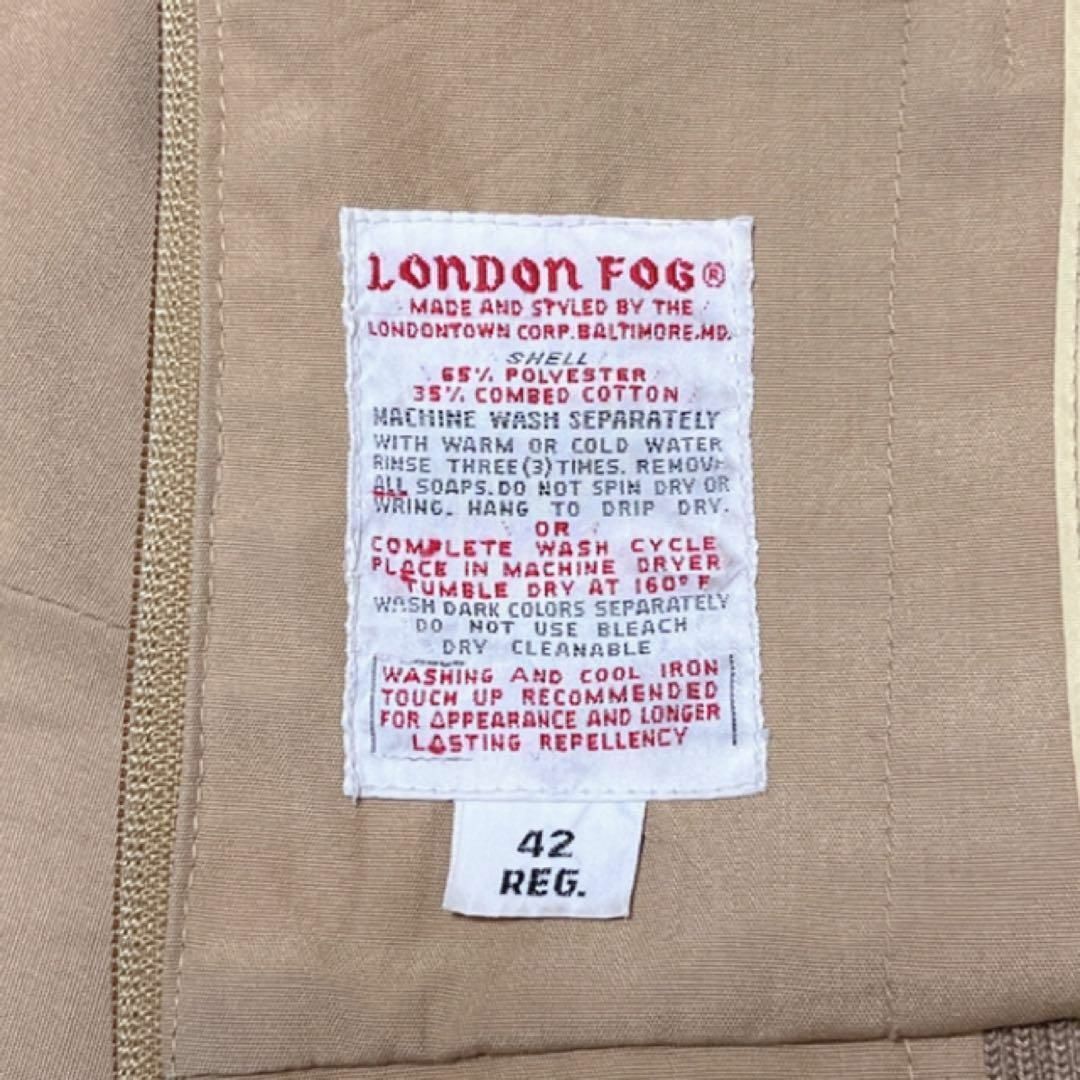 LONDON FOG®
MADE AND STYLED BY THE
LONDONTOWN CORP. BALTIMORE, MD.
SHELL
65% POLYESTER
35% COMBED COTTON
MACHINE WASH SEPARATELY
WITH WARM OR COLD WATER
RINSE THREE (3) TIMES. REMOVE
ALL SOAPS. DO NOT SPIN DRY OR
WRING. HANG TO DRIP DRY.
OR
COMPLETE WASH CYCLE
PLACE IN MACHINE DRYER
TUMBLE DRY AT 160° F
WASH DARK COLORS SEPARATELY
DO NOT USE BLEACH
DRY CLEANABLE
WASHING AND COOL IRON
TOUCH UP RECOMMENDED
FOR APPEARANCE AND LONGER
LASTING REPELLENCY
42
REG.